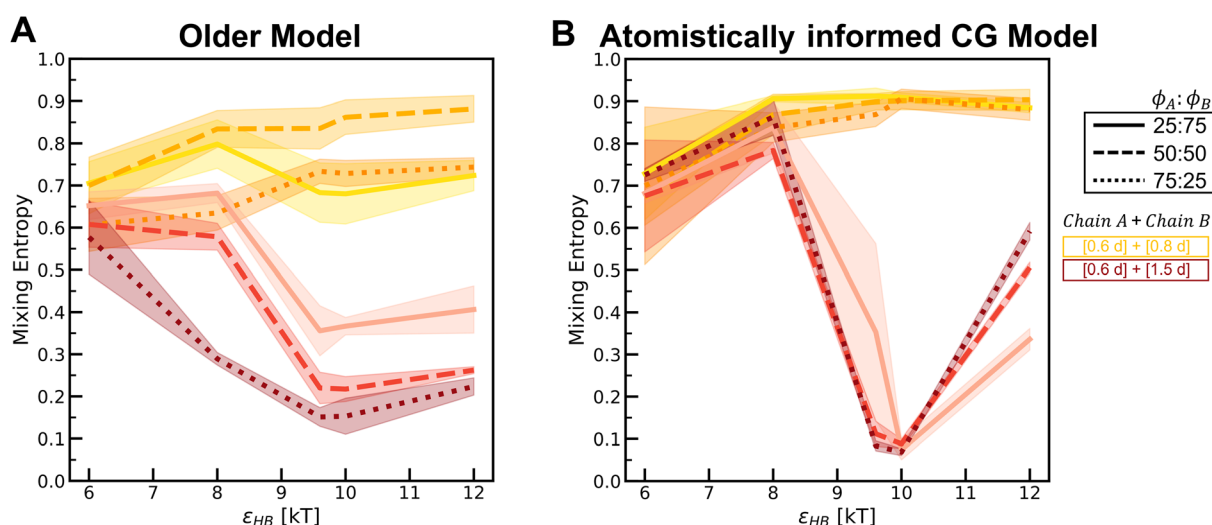 A
Older Model
1.0
0.9
0.8
0.7
0.6
0.5
0.4
0.3
0.2
0.1
0.0
Mixing Entropy
6 7 8 9 10 11 12
ε_HB [kT]
B
Atomistically informed CG Model
1.0
0.9
0.8
0.7
0.6
0.5
0.4
0.3
0.2
0.1
0.0
Mixing Entropy
6 7 8 9 10 11 12
ε_HB [kT]
ϕ_A:ϕ_B
25:75
50:50
75:25
Chain A + Chain B
[0.6 d] + [0.8 d]
[0.6 d] + [1.5 d]